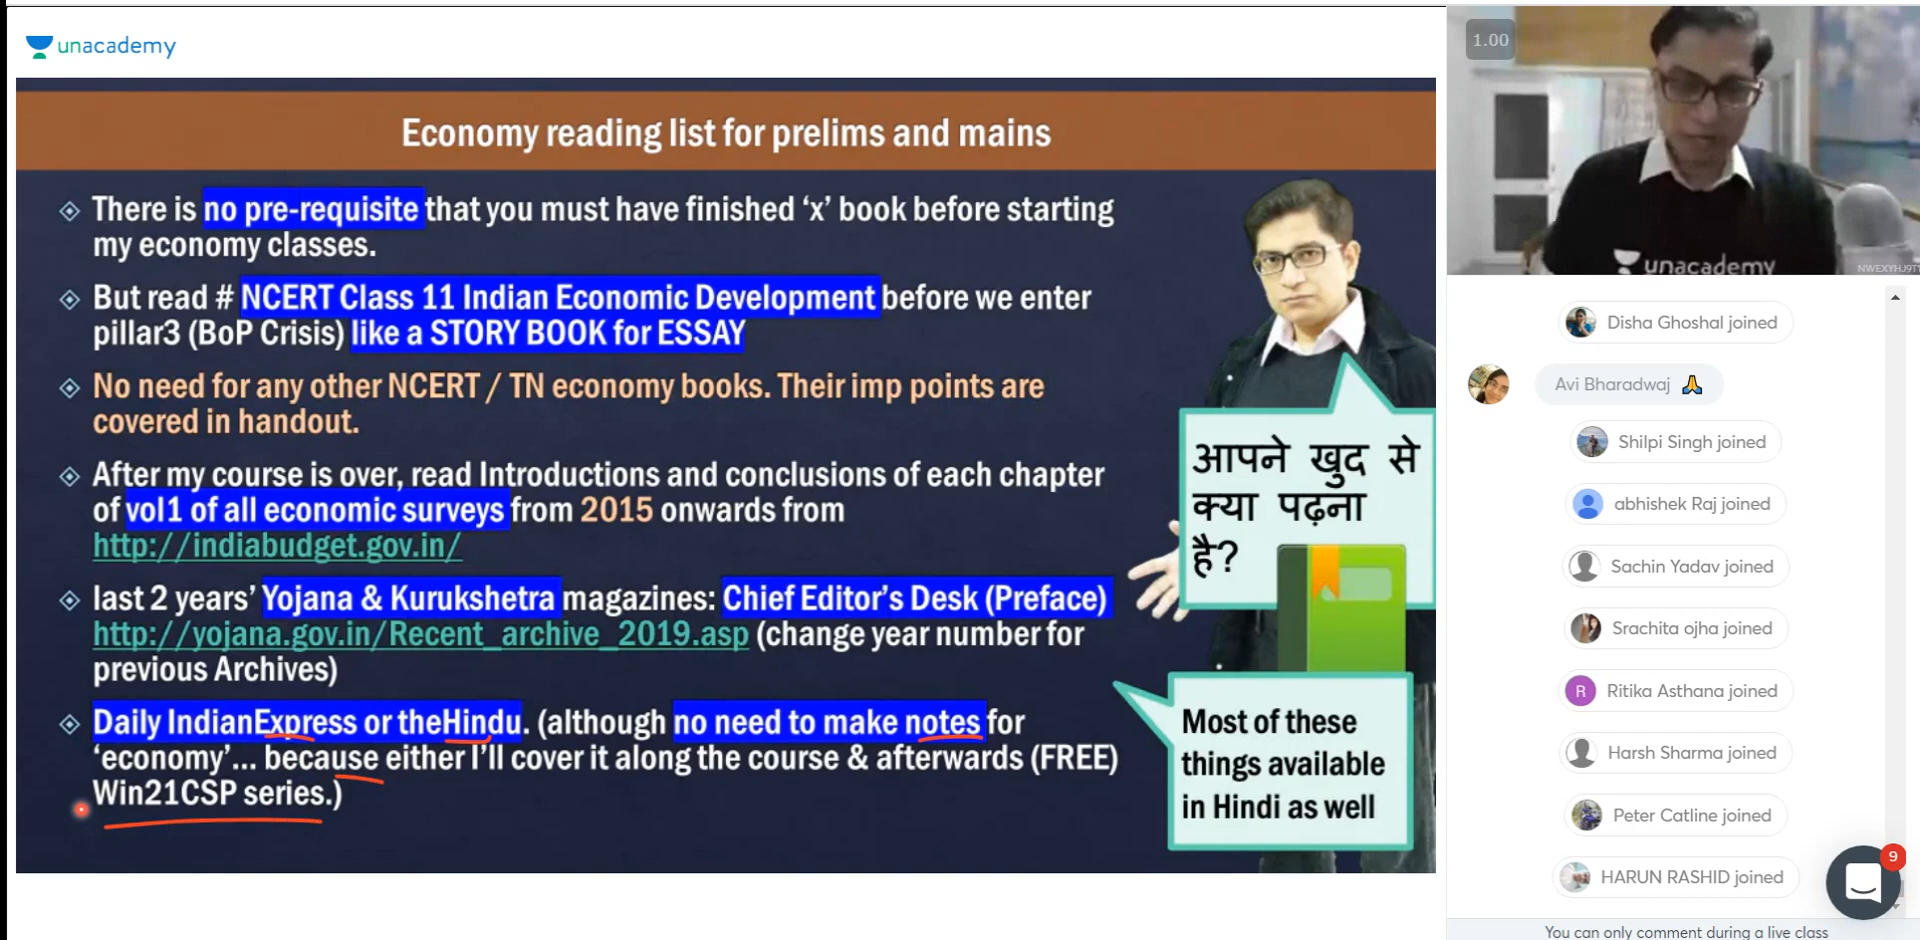 unacademy
Economy reading list for prelims and mains
There is no pre-requisite that you must have finished ‘x’ book before starting
my economy classes.
But read # NCERT Class 11 Indian Economic Development before we enter
pillar3 (BoP Crisis) like a STORY BOOK for ESSAY
No need for any other NCERT / TN economy books. Their imp points are
covered in handout.
After my course is over, read Introductions and conclusions of each chapter
of vol1 of all economic surveys from 2015 onwards from
http://indiabudget.gov.in/
last 2 years’ Yojana & Kurukshetra magazines: Chief Editor’s Desk (Preface)
http://yojana.gov.in/Recent_archive_2019.asp (change year number for
previous Archives)
Daily IndianExpress or theHindu. (although no need to make notes for
‘economy’... because either I’ll cover it along the course & afterwards (FREE)
Win21CSP series.)
आपने खुद से
क्या पढ़ना
है?
Most of these
things available
in Hindi as well
1.00
unacademy
Disha Ghoshal joined
Avi Bharadwaj 🙏
Shilpi Singh joined
abhishek Raj joined
Sachin Yadav joined
Srachita ojha joined
R Ritika Asthana joined
Harsh Sharma joined
Peter Catline joined
HARUN RASHID joined
9
You can only comment during a live class